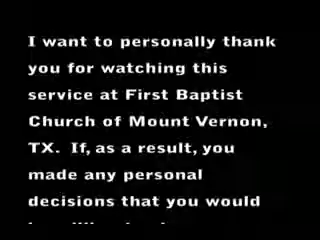 I want to personally thank
you for watching this
service at First Baptist
Church of Mount Vernon,
TX.  If, as a result, you
made any personal
decisions that you would